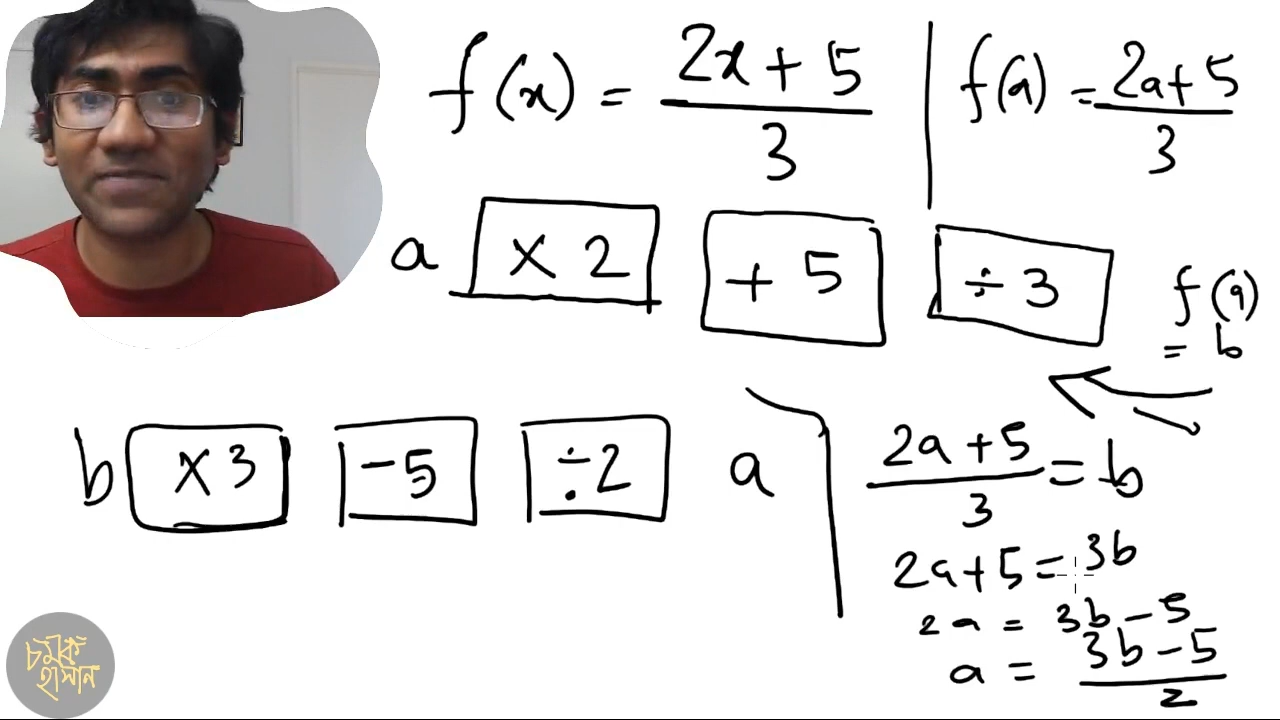 f(x) = 2x + 5 / 3
f(a) = 2a + 5 / 3
a × 2 + 5 ÷ 3 f(a) = b
b × 3 - 5 ÷ 2 a
2a + 5 / 3 = b
2a + 5 = 3b
2a = 3b - 5
a = 3b - 5 / 2
চমক
হাসান